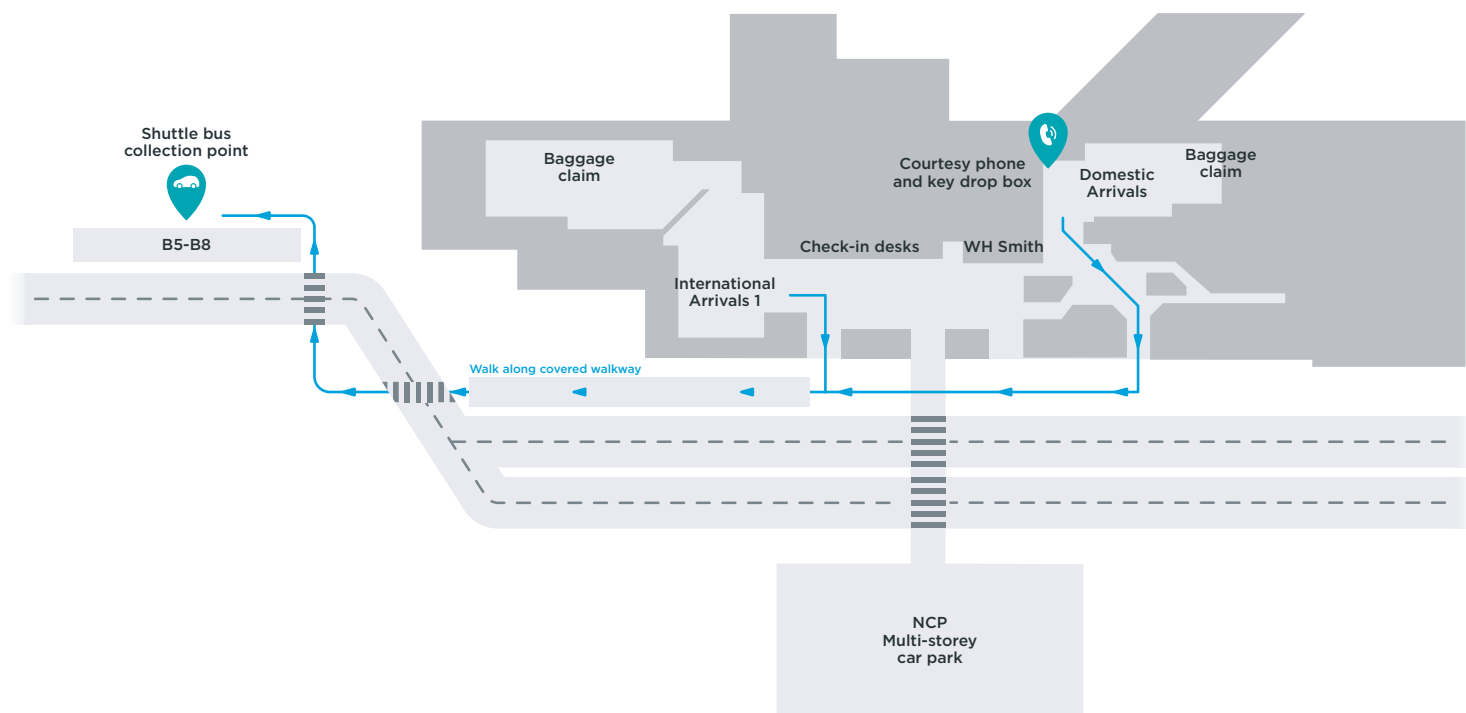 Shuttle bus
collection point
B5-B8
Baggage
claim
Courtesy phone
and key drop box
Domestic
Arrivals
Baggage
claim
Check-in desks
WH Smith
International
Arrivals 1
Walk along covered walkway
NCP
Multi-storey
car park